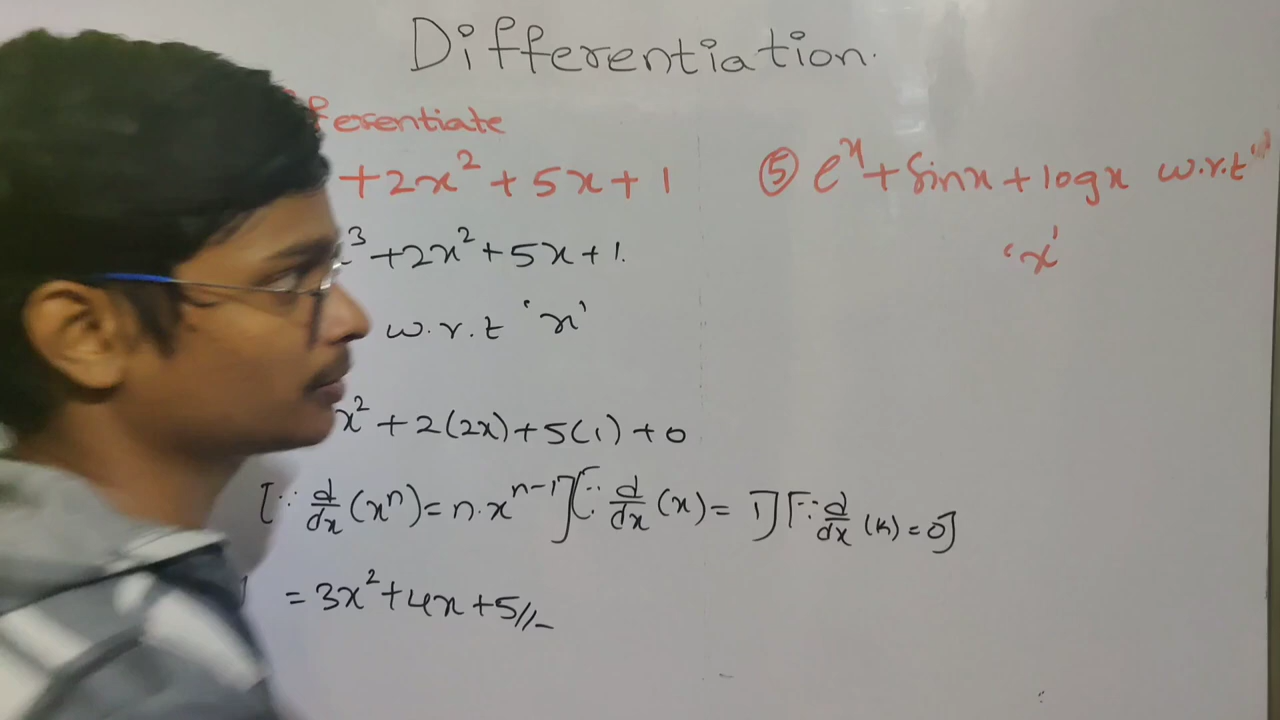 Differentiation.
fferentiate
+2x² + 5x + 1
x³ +2x² + 5x + 1.
w.r.t 'x'
x² + 2(2x) + 5(1) + 0
[∵ d/dx (xⁿ) = n·xⁿ⁻¹] [∵ d/dx (x) = 1] [∵ d/dx (k) = 0]
= 3x² + 4x + 5//-
⑤ eˣ + sinx + logx w.r.t
'x'